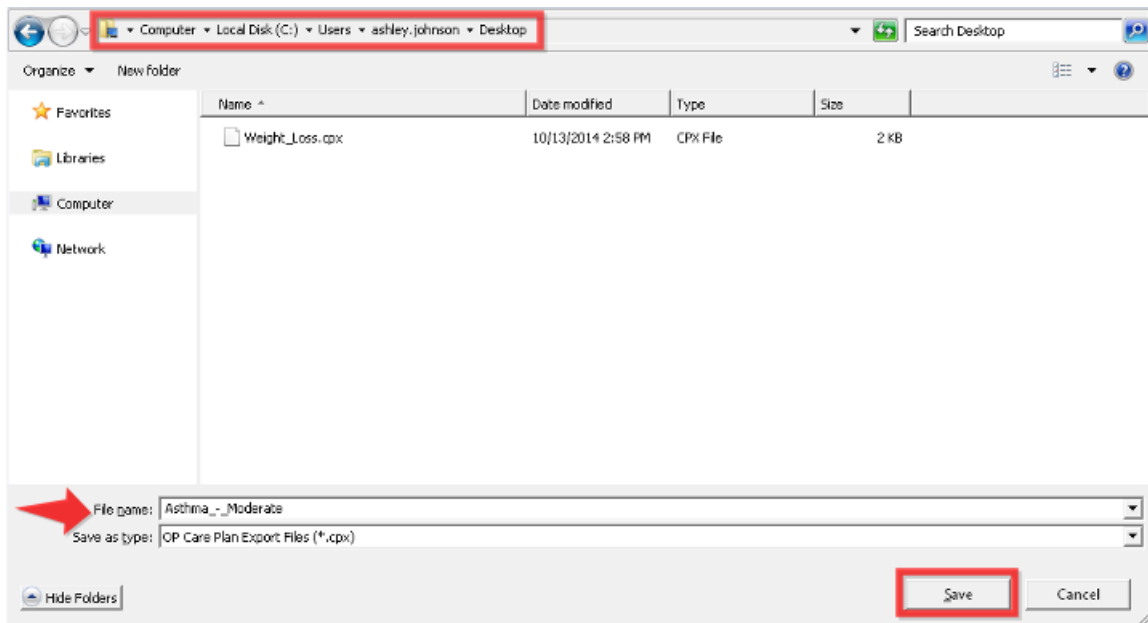 Computer Local Disk (C:) Users ashley.johnson Desktop Search Desktop
Organize New folder
Favorites
Libraries
Computer
Network
Name Date modified Type Size
Weight_Loss.cpx 10/13/2014 2:58 PM CPX File 2 KB
File name: Asthma_-_Moderate
Save as type: OP Care Plan Export Files (*.cpx)
Hide Folders Save Cancel